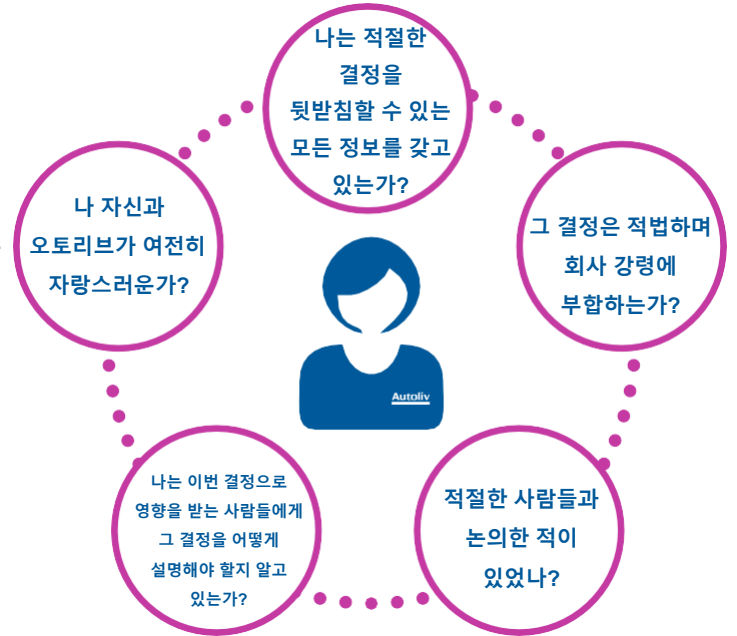 나는 적절한
결정을
뒷받침할 수 있는
모든 정보를 갖고
있는가?
그 결정은 적법하며
회사 강령에
부합하는가?
적절한 사람들과
논의한 적이
있었나?
나는 이번 결정으로
영향을 받는 사람들에게
그 결정을 어떻게
설명해야 할지 알고
있는가?
나 자신과
오토리브가 여전히
자랑스러운가?
Autoliv